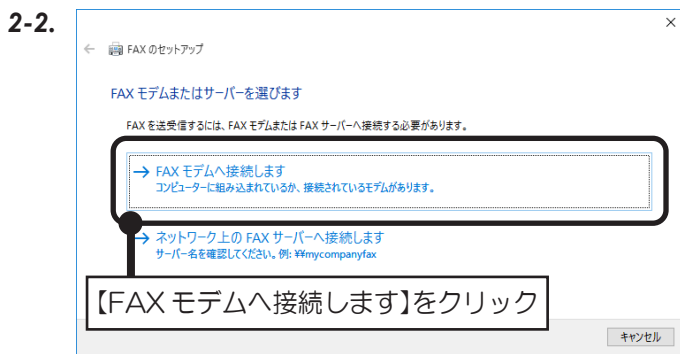 2-2.
FAX のセットアップ
FAX モデムまたはサーバーを選びます
FAX を送受信するには、FAX モデムまたは FAX サーバーへ接続する必要があります。
→ FAX モデムへ接続します
コンピューターに組み込まれているか、接続されているモデムがあります。
→ ネットワーク上の FAX サーバーへ接続します
サーバー名を確認してください。例: ¥¥mycompanyfax
【FAX モデムへ接続します】をクリック
キャンセル